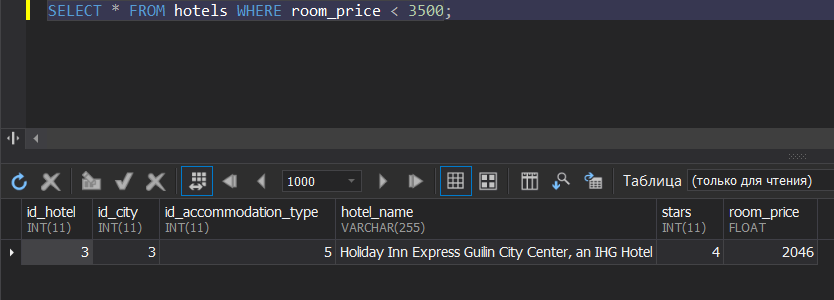 SELECT * FROM hotels WHERE room_price < 3500;
1000 Таблица (только для чтения)
id_hotel id_city id_accommodation_type hotel_name stars room_price
INT(11) INT(11) INT(11) VARCHAR(255) INT(11) FLOAT
3 3 5 Holiday Inn Express Guilin City Center, an IHG Hotel 4 2046